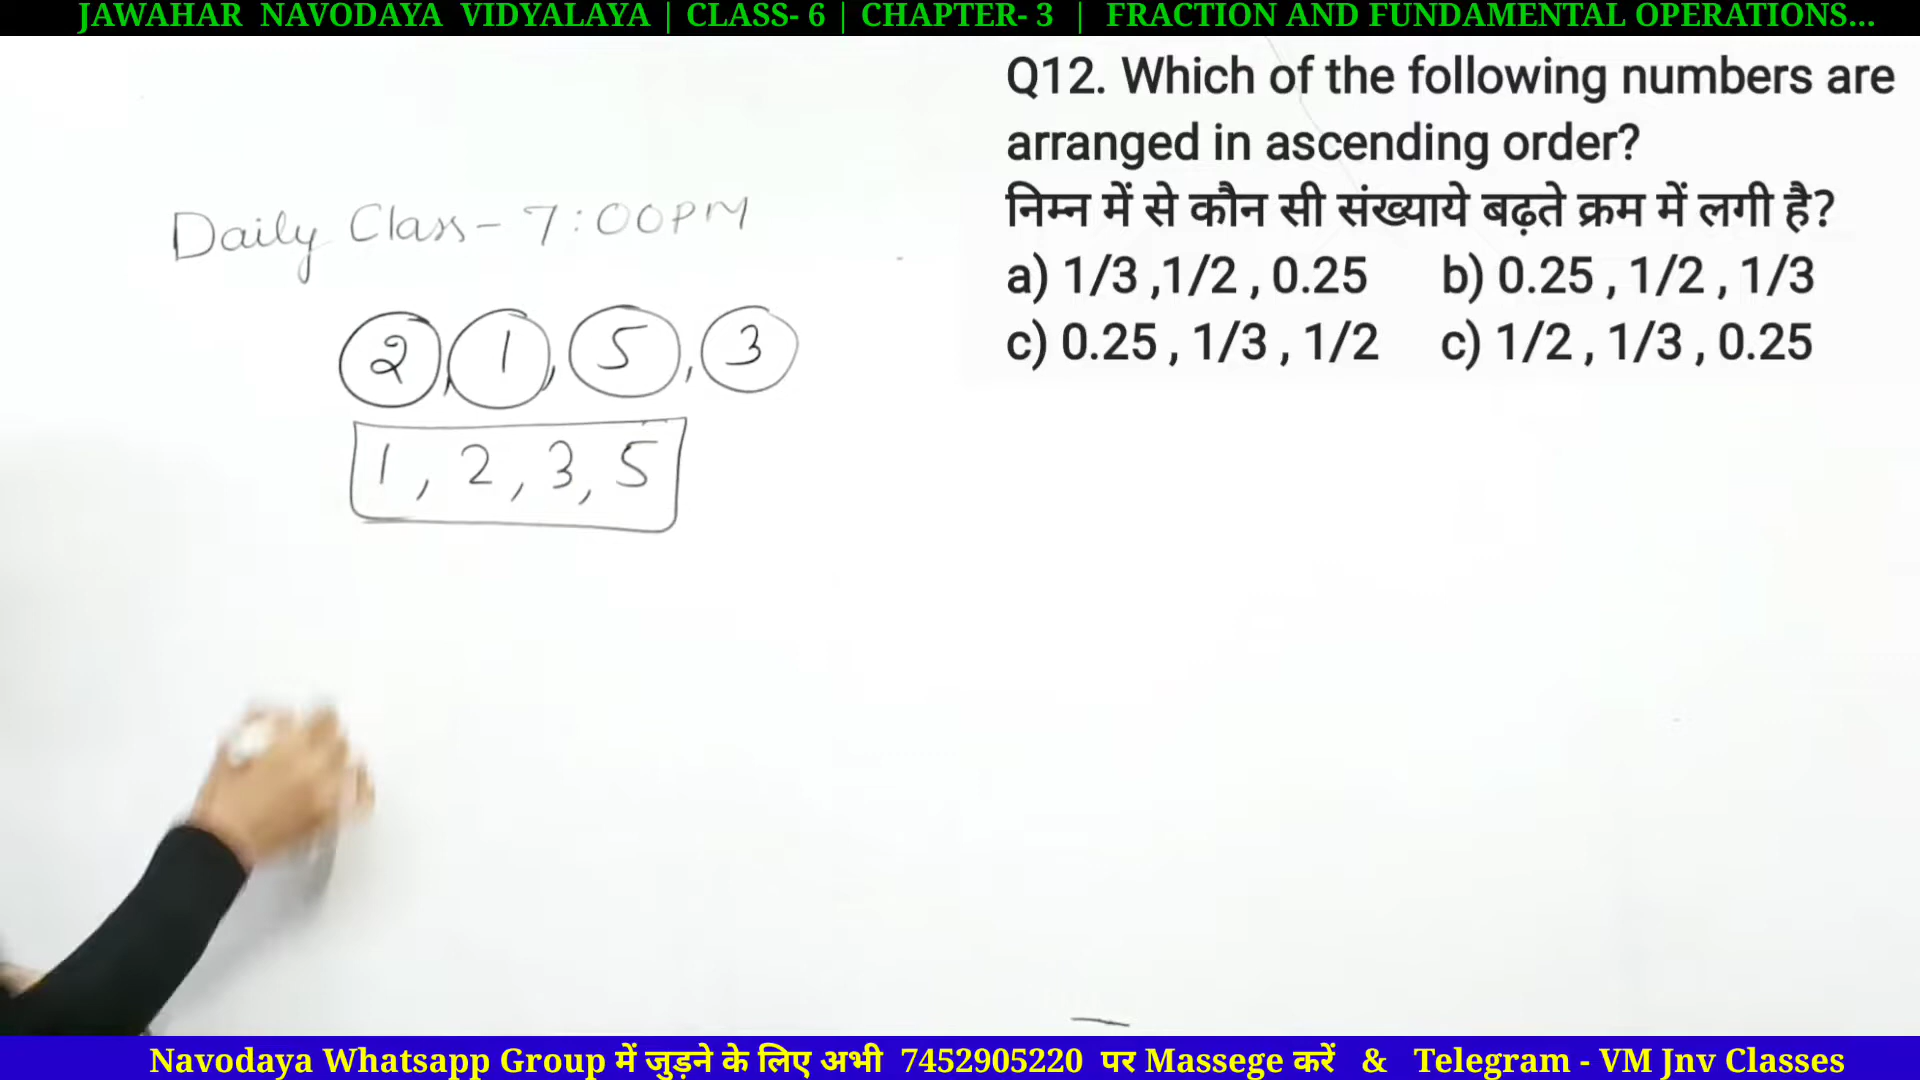 JAWAHAR NAVODAYA VIDYALAYA | CLASS- 6 | CHAPTER- 3 | FRACTION AND FUNDAMENTAL OPERATIONS...
Q12. Which of the following numbers are
arranged in ascending order?
निम्न में से कौन सी संख्याये बढ़ते क्रम में लगी है?
a) 1/3 ,1/2 , 0.25 b) 0.25 , 1/2 , 1/3
c) 0.25 , 1/3 , 1/2 c) 1/2 , 1/3 , 0.25
Daily Class - 7:00PM
2, 1, 5, 3
1, 2, 3, 5
Navodaya Whatsapp Group में जुड़ने के लिए अभी 7452905220 पर Massege करें & Telegram - VM Jnv Classes